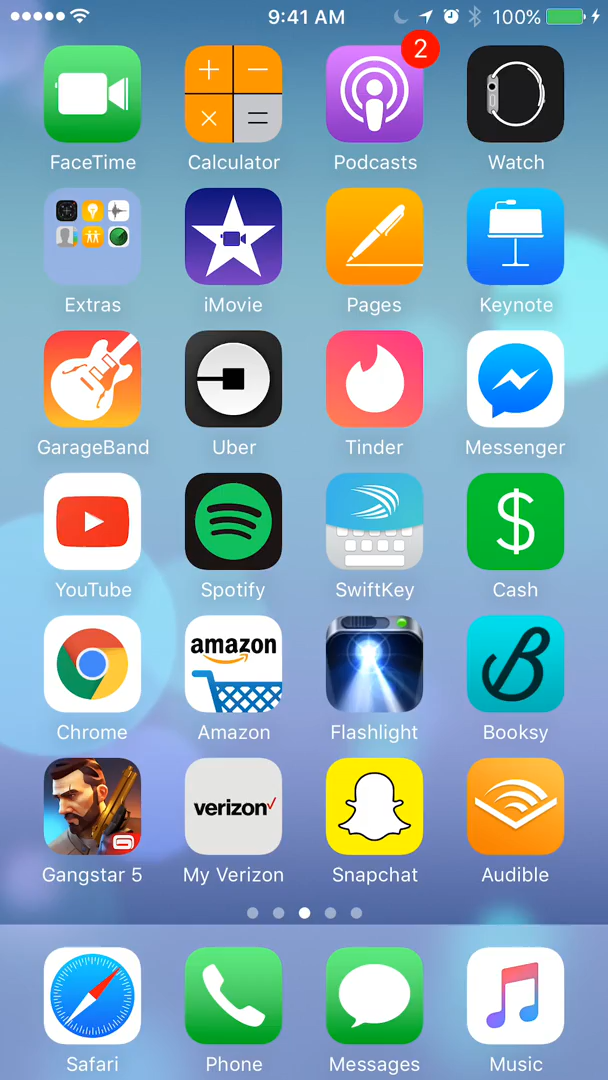 9:41 AM 100%
2
FaceTime Calculator Podcasts Watch
Extras iMovie Pages Keynote
GarageBand Uber Tinder Messenger
YouTube Spotify SwiftKey Cash
amazon
Chrome Amazon Flashlight Booksy
verizon
Gangstar 5 My Verizon Snapchat Audible
Safari Phone Messages Music